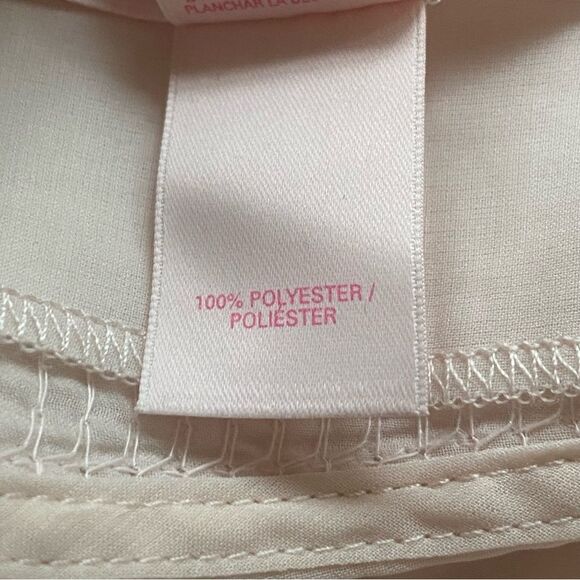 PLANCHAR LA
100% POLYESTER /
POLIÉSTER